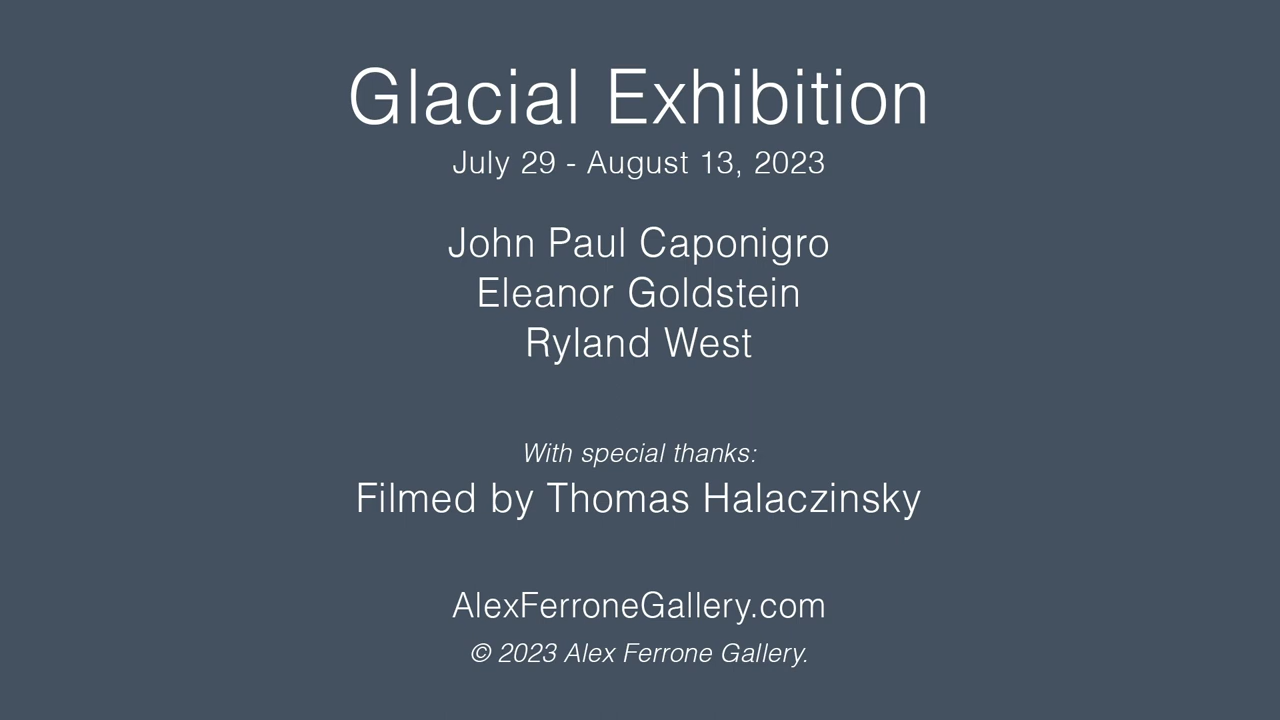 Glacial Exhibition
July 29 - August 13, 2023
John Paul Caponigro
Eleanor Goldstein
Ryland West
With special thanks:
Filmed by Thomas Halaczinsky
AlexFerroneGallery.com
© 2023 Alex Ferrone Gallery.